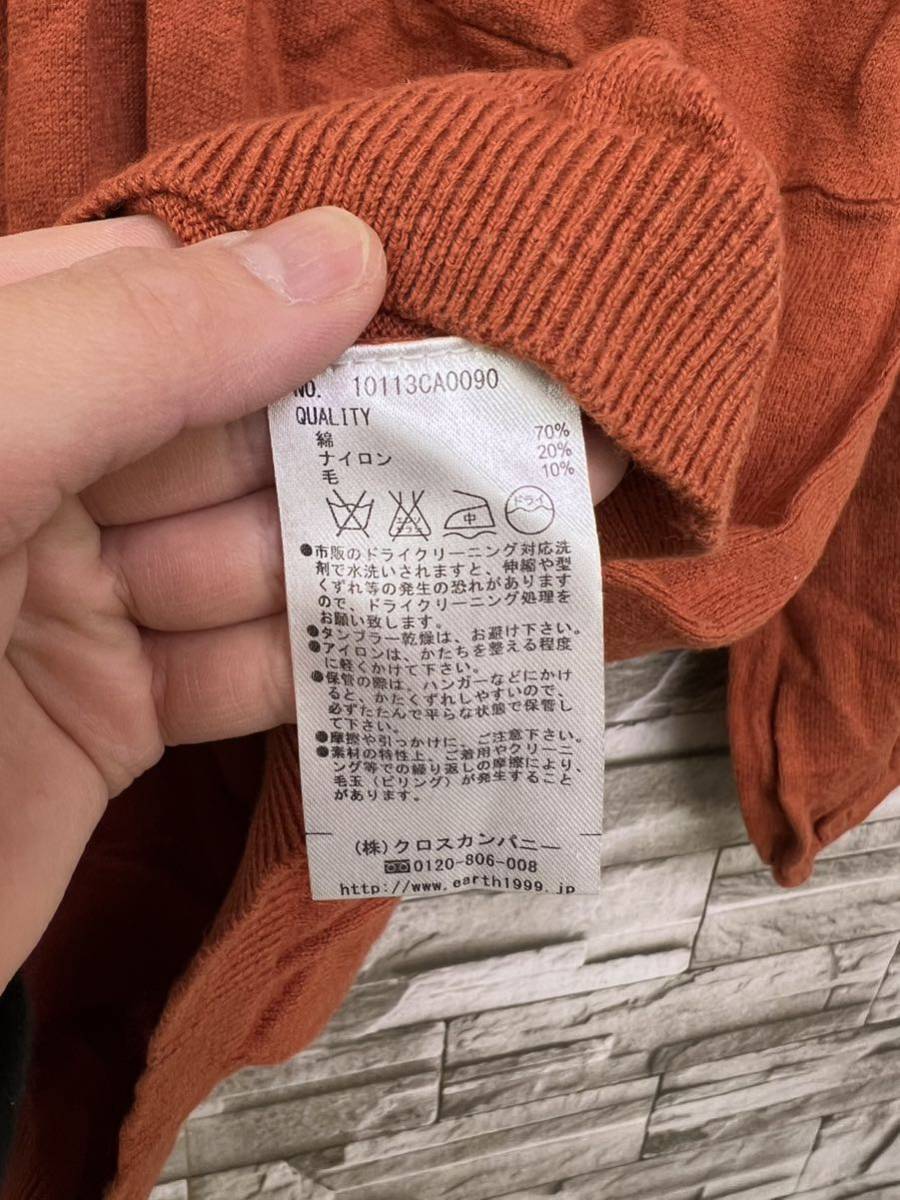 NO. 10113CA0090
QUALITY
綿 70%
ナイロン 20%
毛 10%
エンソサラシ 中 ドライ
●市販のドライクリーニング対応洗
剤で水洗いされますと、伸縮や型
くずれ等の発生の恐れがあります
ので、ドライクリーニング処理を
お願い致します。
●タンブラー乾燥は、お避け下さい。
●アイロンは、かたちを整える程度
に軽くかけて下さい。
●保管の際は、ハンガーなどにかけ
ると、かたくずれしやすいので、
必ずたたんで平らな状態で保管し
て下さい。
●摩擦や引っかけに、ご注意下さい。
●素材の特性上、ご着用やクリーニ
ング等での繰り返しの摩擦により、
毛玉（ピリング）が発生すること
があります。
(株)クロスカンパニー
0120-806-008
http://www.earth1999.jp